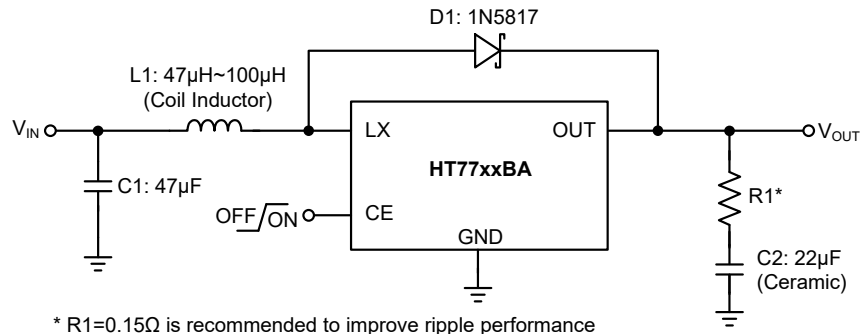 D1: 1N5817
L1: 47µH~100µH
(Coil Inductor)
VIN
LX
OUT
VOUT
HT77xxBA
C1: 47µF
R1*
OFF/ON
CE
GND
C2: 22µF
(Ceramic)
* R1=0.15Ω is recommended to improve ripple performance